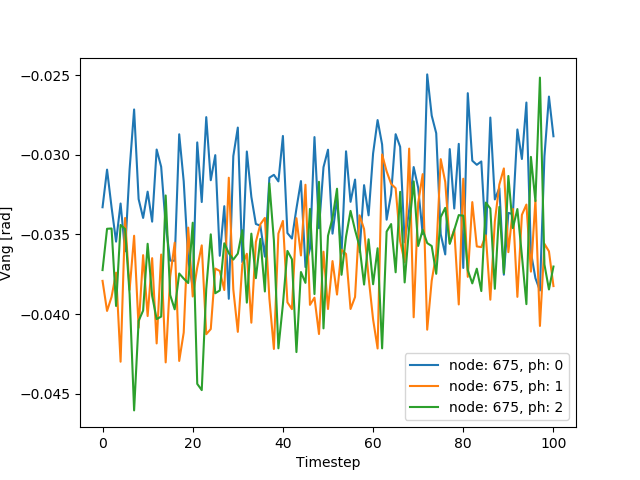 −0.025
−0.030
−0.035
−0.040
−0.045
Vang [rad]
0
20
40
60
80
100
Timestep
node: 675, ph: 0
node: 675, ph: 1
node: 675, ph: 2